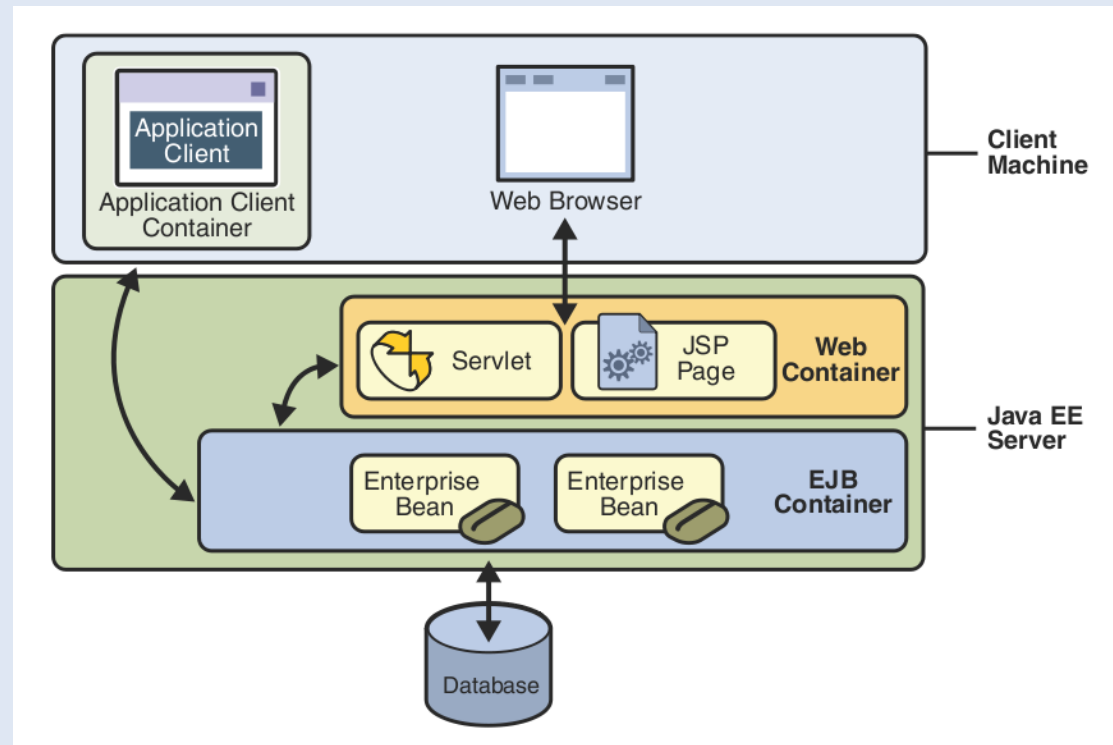 Application
Client
Application Client
Container
Web Browser
Client
Machine
Servlet
JSP
Page
Web
Container
Java EE
Server
Enterprise
Bean
Enterprise
Bean
EJB
Container
Database